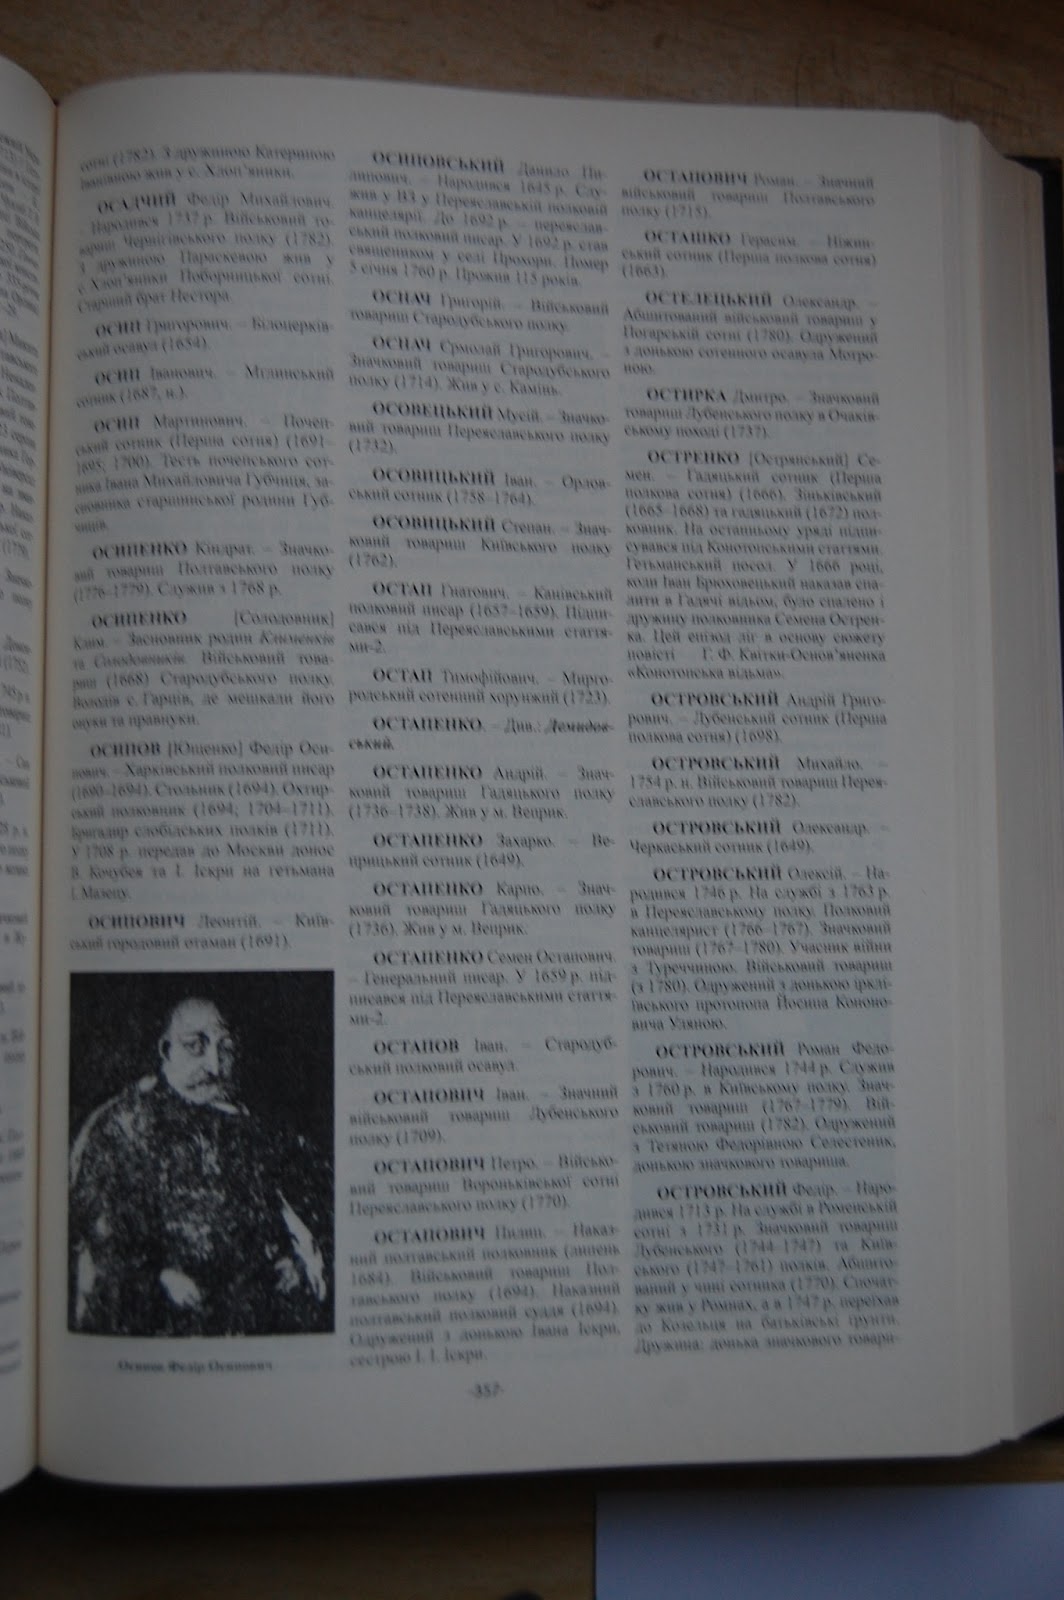 сотні (1782). З дружиною Катериною
Іванівною жив у с. Хлоп’яники.
ОСАДЧИЙ Федір Михайлович.
– Народився 1737 р. Військовий то-
вариш Чернігівського полку (1782).
З дружиною Параскевою жив у
с. Хлоп’яники Поборницької сотні.
Старший брат Нестора.
ОСИП Григорович. – Білоцерків-
ський осавул (1654).
ОСИП Іванович. – Мглинський
сотник (1687, н.).
ОСИП Мартинович. – Почеп-
ський сотник (Перша сотня) (1691–
1695; 1700). Тесть почепського сот-
ника Івана Михайловича Губчиця, за-
сновника старшинської родини Губ-
чиців.
ОСИПЕНКО Кіндрат. – Значко-
вий товариш Полтавського полку
(1776–1779). Служив з 1768 р.
ОСИПЕНКО [Солодовник]
Клим. – Засновник родин Клименків
та Солодовників. Військовий това-
риш (1668) Стародубського полку.
Володів с. Гарців, де мешкали його
онуки та правнуки.
ОСИПОВ [Ющенко] Федір Оси-
пович. – Харківський полковий писар
(1690–1694). Стольник (1694). Охтир-
ський полковник (1694; 1704–1711).
Бригадир слобідських полків (1711).
У 1708 р. передав до Москви донос
В. Кочубея та І. Іскри на гетьмана
І. Мазепу.
ОСИПОВИЧ Леонтій. – Київ-
ський городовий отаман (1691).
Осипов Федір Осипович
ОСИПОВСЬКИЙ Данило Пи-
липович. – Народився 1645 р. Слу-
жив у ВЗ у Переяславській полковій
канцелярії. До 1692 р. – переяслав-
ський полковий писар. У 1692 р. став
священиком у селі Прохори. Помер
5 січня 1760 р. Прожив 115 років.
ОСНАЧ Григорій. – Військовий
товариш Стародубського полку.
ОСНАЧ Єрмолай Григорович. –
Значковий товариш Стародубського
полку (1714). Жив у с. Камінь.
ОСОВЕЦЬКИЙ Мусій. – Значко-
вий товариш Переяславського полку
(1732).
ОСОВИЦЬКИЙ Іван. – Орлов-
ський сотник (1758–1764).
ОСОВИЦЬКИЙ Степан. – Знач-
ковий товариш Київського полку
(1762).
ОСТАП Гнатович. – Канівський
полковий писар (1657–1659). Підпи-
сався під Переяславськими стаття-
ми-2.
ОСТАП Тимофійович. – Мирго-
родський сотенний хорунжий (1723).
ОСТАПЕНКО. – Див.: Демидов-
ський.
ОСТАПЕНКО Андрій. – Знач-
ковий товариш Гадяцького полку
(1736–1738). Жив у м. Веприк.
ОСТАПЕНКО Захарко. – Ве-
прицький сотник (1649).
ОСТАПЕНКО Карпо. – Знач-
ковий товариш Гадяцького полку
(1736). Жив у м. Веприк.
ОСТАПЕНКО Семен Остапович.
– Генеральний писар. У 1659 р. під-
писався під Переяславськими стаття-
ми-2.
ОСТАПОВ Іван. – Стародуб-
ський полковий осавул.
ОСТАПОВИЧ Іван. – Значний
військовий товариш Лубенського
полку (1709).
ОСТАПОВИЧ Петро. – Військо-
вий товариш Вороньківської сотні
Переяславського полку (1770).
ОСТАПОВИЧ Пилип. – Наказ-
ний полтавський полковник (липень
1684). Військовий товариш Пол-
тавського полку (1694). Наказний
полтавський полковий суддя (1694).
Одружений з донькою Івана Іскри,
сестрою І. І. Іскри.
ОСТАПОВИЧ Роман. – Значний
військовий товариш Полтавського
полку (1715).
ОСТАШКО Герасим. – Ніжин-
ський сотник (Перша полкова сотня)
(1663).
ОСТЕЛЕЦЬКИЙ Олександр. –
Абшитований військовий товариш у
Погарській сотні (1780). Одружений
з донькою сотенного осавула Мотро-
ною.
ОСТИРКА Дмитро. – Значковий
товариш Лубенського полку в Очаків-
ському поході (1737).
ОСТРЕНКО [Острянський] Се-
мен. – Гадяцький сотник (Перша
полкова сотня) (1666). Зіньківський
(1665–1668) та гадяцький (1672) пол-
ковник. На останньому уряді підпи-
сувався під Конотопськими статтями.
Гетьманський посол. У 1666 році,
коли Іван Брюховецький наказав спа-
лити в Гадячі відьом, було спалено і
дружину полковника Семена Острен-
ка. Цей епізод ліг в основу сюжету
повісті Г. Ф. Квітки-Основ’яненка
«Конотопська відьма».
ОСТРОВСЬКИЙ Андрій Григо-
рович. – Лубенський сотник (Перша
полкова сотня) (1698).
ОСТРОВСЬКИЙ Михайло. –
1754 р. н. Військовий товариш Перея-
славського полку (1782).
ОСТРОВСЬКИЙ Олександр. –
Черкаський сотник (1649).
ОСТРОВСЬКИЙ Олексій. – На-
родився 1746 р. На службі з 1763 р.
в Переяславському полку. Полковий
канцелярист (1766–1767). Значковий
товариш (1767–1780). Учасник війни
з Туреччиною. Військовий товариш
(з 1780). Одружений з донькою іркли-
ївського протопопа Йосипа Конono-
вича Уляною.
ОСТРОВСЬКИЙ Роман Федо-
рович. – Народився 1744 р. Служив
з 1760 р. в Київському полку. Знач-
ковий товариш (1767–1779). Вій-
ськовий товариш (1782). Одружений
з Тетяною Федорівною Селестеник,
донькою значкового товариша.
ОСТРОВСЬКИЙ Федір. – Наро-
дився 1713 р. На службі в Роменській
сотні з 1731 р. Значковий товариш
Лубенського (1744–1747) та Київ-
ського (1747–1761) полків. Абшито-
ваний у чині сотника (1770). Спочат-
ку жив у Ромнах, а в 1747 р. переїхав
до Козельця на батьківські ґрунти.
Дружина: донька значкового товари-
-357-